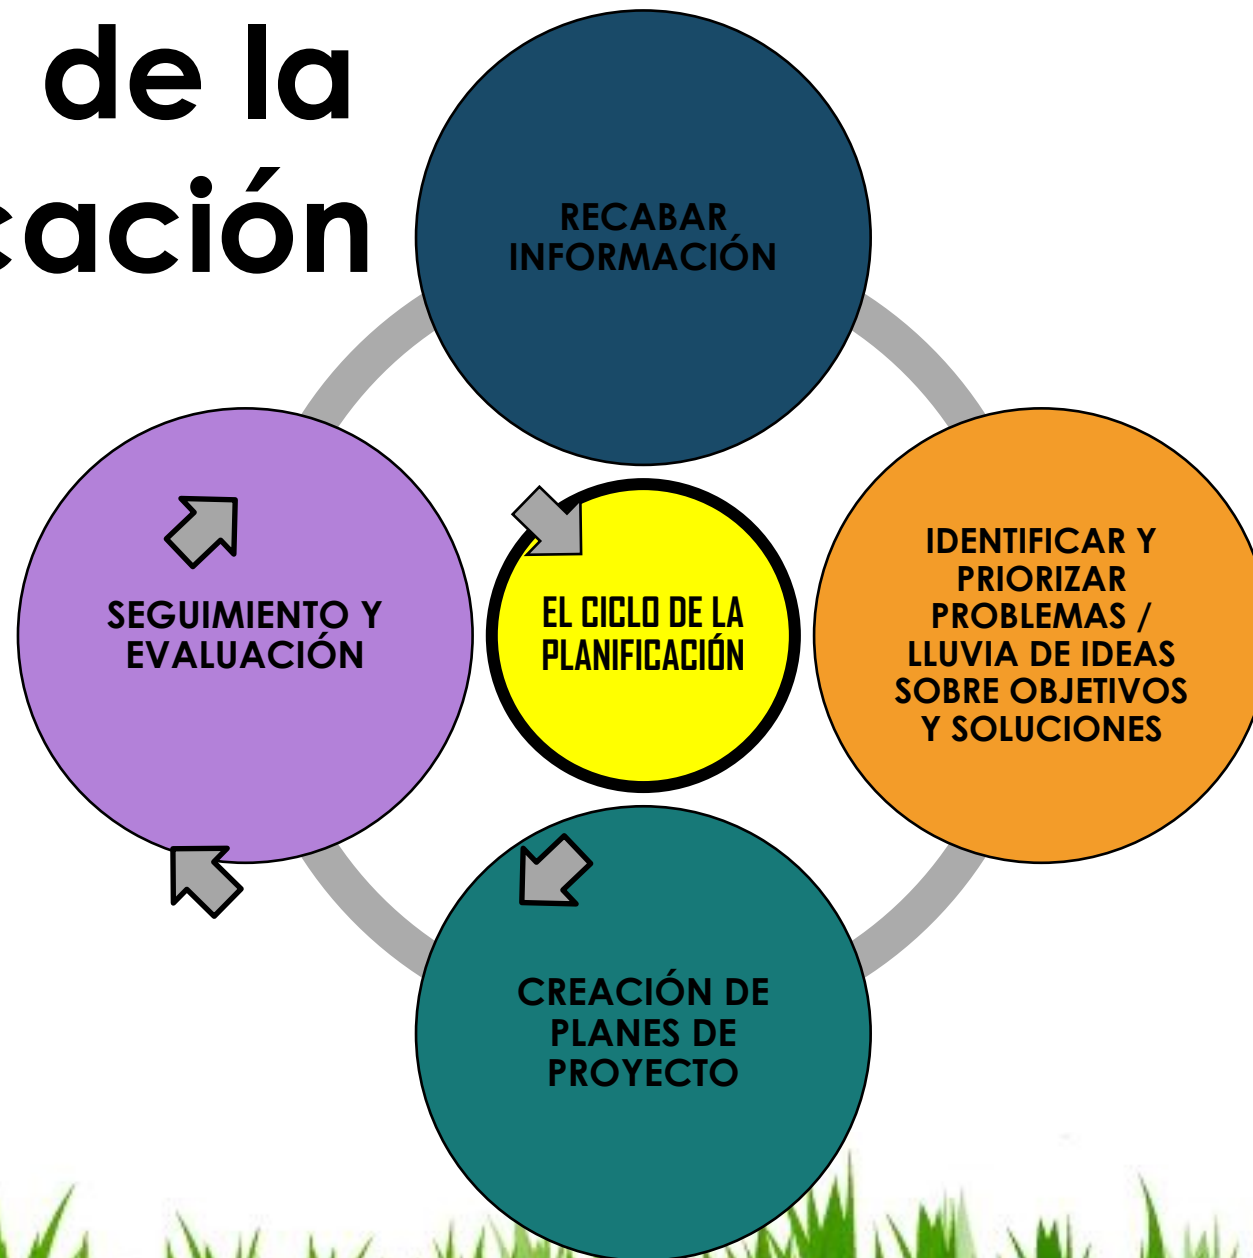 de la
cación
RECABAR
INFORMACIÓN
SEGUIMIENTO Y
EVALUACIÓN
EL CICLO DE LA
PLANIFICACIÓN
IDENTIFICAR Y
PRIORIZAR
PROBLEMAS /
LLUVIA DE IDEAS
SOBRE OBJETIVOS
Y SOLUCIONES
CREACIÓN DE
PLANES DE
PROYECTO